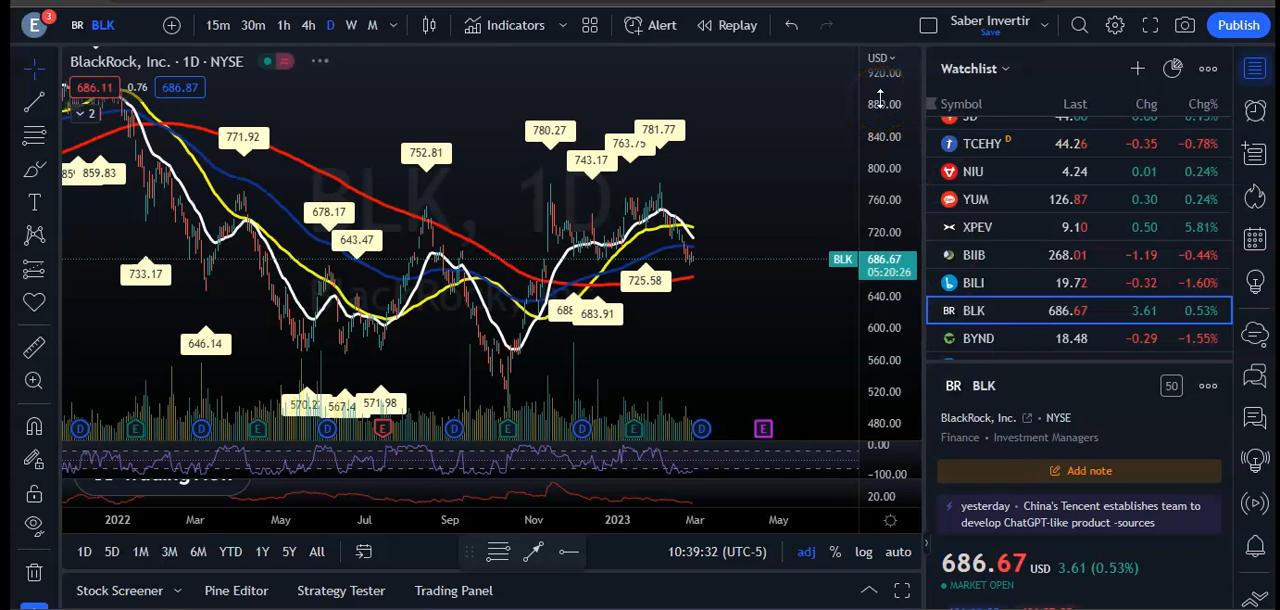 E 3 BR BLK 15m 30m 1h 4h D W M Indicators Alert Replay Saber Invertir Save Publish
BlackRock, Inc. · 1D · NYSE
686.11 0.76 686.87
2
USD
920.00
880.00
840.00
800.00
760.00
720.00
BLK 686.67
05:20:26
640.00
600.00
560.00
520.00
480.00
0.00
-100.00
20.00
BLK, 1D
859.83
771.92
752.81
780.27
743.17
763.75
781.77
678.17
643.47
733.17
725.58
683.91
646.14
571.98
D E D E D E D E D E D E
2022 Mar May Jul Sep Nov 2023 Mar May
1D 5D 1M 3M 6M YTD 1Y 5Y All
10:39:32 (UTC-5) adj % log auto
Stock Screener Pine Editor Strategy Tester Trading Panel
Watchlist
Symbol Last Chg Chg%
TCEHY D 44.26 -0.35 -0.78%
NIU 4.24 0.01 0.24%
YUM 126.87 0.30 0.24%
XPEV 9.10 0.50 5.81%
BIIB 268.01 -1.19 -0.44%
BILI 19.72 -0.32 -1.60%
BR BLK 686.67 3.61 0.53%
BYND 18.48 -0.29 -1.55%
BR BLK 50
BlackRock, Inc. · NYSE
Finance · Investment Managers
Add note
yesterday · China's Tencent establishes team to
develop ChatGPT-like product -sources
686.67 USD 3.61 (0.53%)
MARKET OPEN